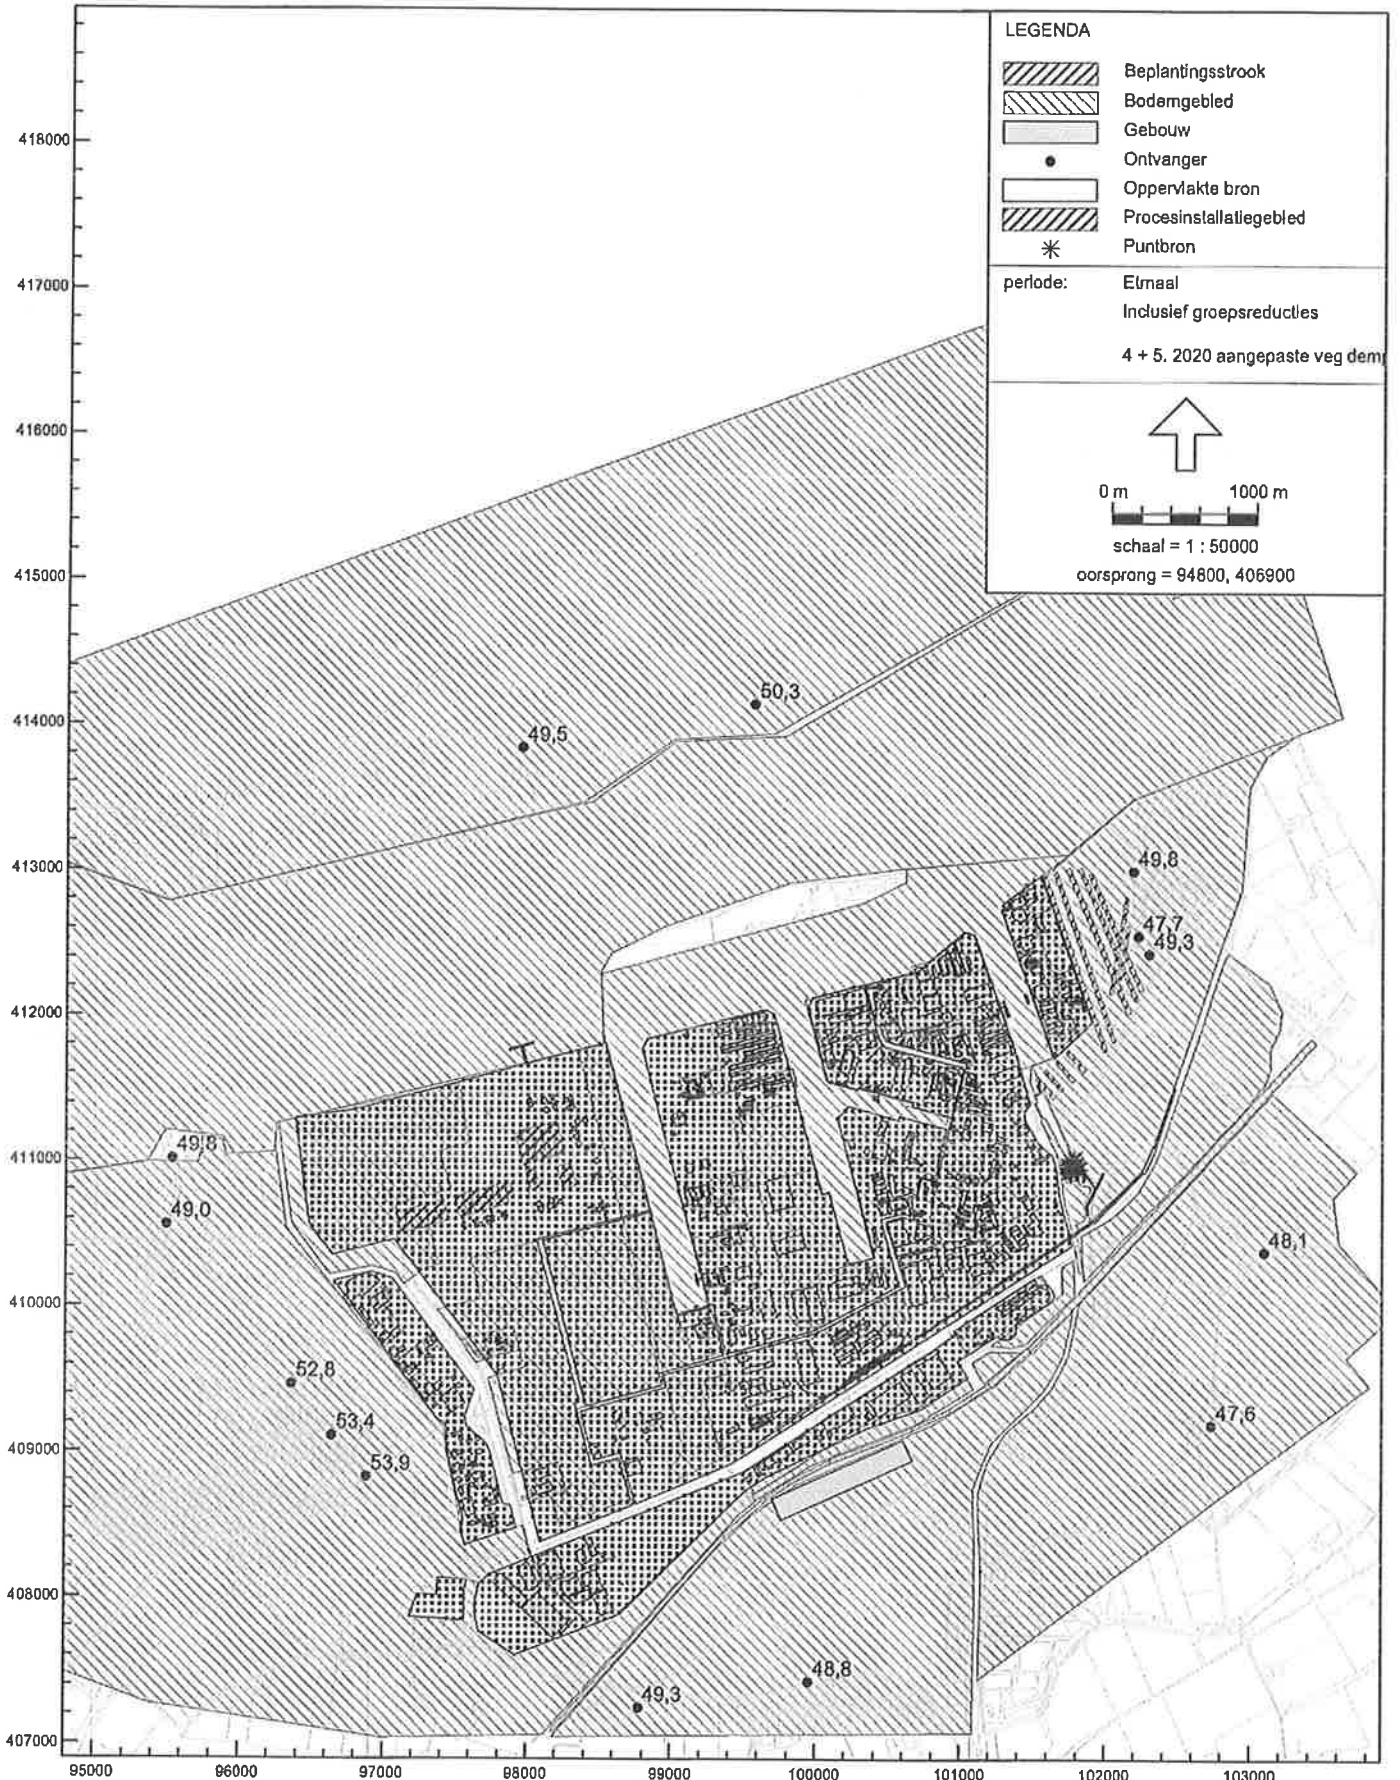 LEGENDA
Beplantingsstrook
Bodemgebied
Gebouw
Ontvanger
Oppervlakte bron
Procesinstallatiegebied
Puntbron
periode: Etmaal
Inclusief groepsreducties
4 + 5. 2020 aangepaste veg demp
0 m 1000 m
schaal = 1 : 50000
oorsprong = 94800, 406900
418000
417000
416000
415000
414000
413000
412000
411000
410000
409000
408000
407000
50,3
49,5
49,8
47,7
49,3
49,8
49,0
48,1
52,8
53,4
47,6
53,9
48,8
49,3
95000 96000 97000 98000 99000 100000 101000 102000 103000